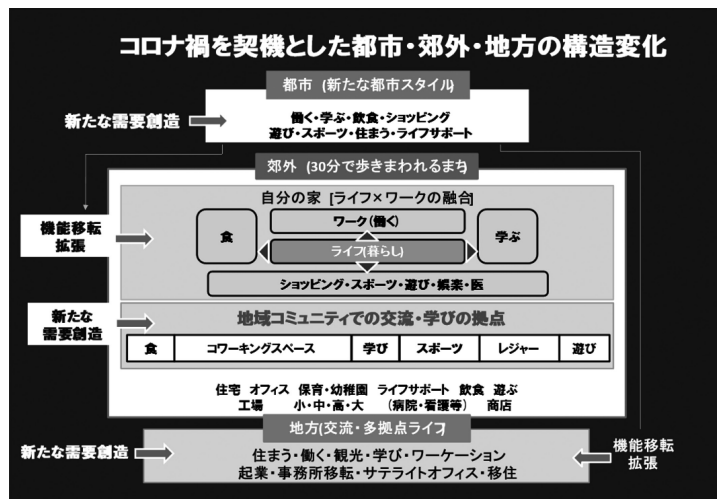 コロナ禍を契機とした都市・郊外・地方の構造変化
都市 (新たな都市スタイル)
新たな需要創造
働く・学ぶ・飲食・ショッピング
遊び・スポーツ・住まう・ライフサポート
郊外 (30分で歩きまわれるまち)
自分の家 [ライフ×ワークの融合]
機能移転
拡張
食
ワーク(働く)
ライフ(暮らし)
学ぶ
ショッピング・スポーツ・遊び・娯楽・医
新たな
需要創造
地域コミュニティでの交流・学びの拠点
食 コワーキングスペース 学び スポーツ レジャー 遊び
住宅 オフィス 保育・幼稚園 ライフサポート 飲食 遊ぶ
工場 小・中・高・大 (病院・看護等) 商店
地方(交流・多拠点ライフ)
新たな需要創造
住まう・働く・観光・学び・ワーケーション
起業・事務所移転・サテライトオフィス・移住
機能移転
拡張